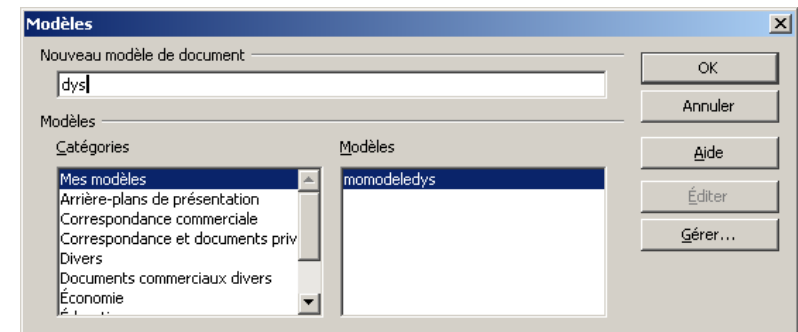 Modèles
Nouveau modèle de document
dys
OK
Annuler
Modèles
Catégories
Modèles
Aide
Mes modèles
momodeledys
Arrière-plans de présentation
Éditer
Correspondance commerciale
Correspondance et documents priv
Gérer...
Divers
Documents commerciaux divers
Économie